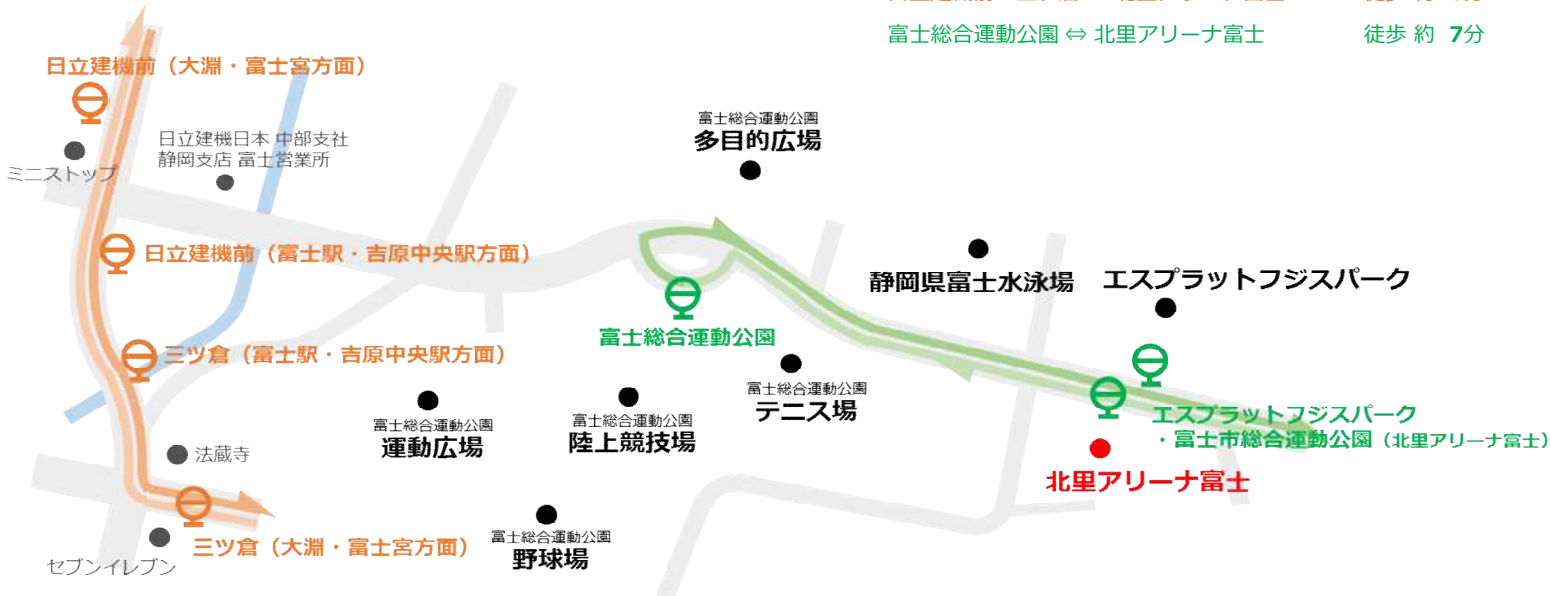 富士総合運動公園 ⇔ 北里アリーナ富士 徒歩 約 7分
日立建機前（大淵・富士宮方面）
日立建機日本 中部支社
静岡支店 富士営業所
ミニストップ
富士総合運動公園
多目的広場
日立建機前（富士駅・吉原中央駅方面）
静岡県富士水泳場
エスプラットフジスパーク
富士総合運動公園
三ツ倉（富士駅・吉原中央駅方面）
富士総合運動公園
テニス場
富士総合運動公園
運動広場
富士総合運動公園
陸上競技場
エスプラットフジスパーク
・富士市総合運動公園（北里アリーナ富士）
法蔵寺
北里アリーナ富士
三ツ倉（大淵・富士宮方面）
セブンイレブン
富士総合運動公園
野球場